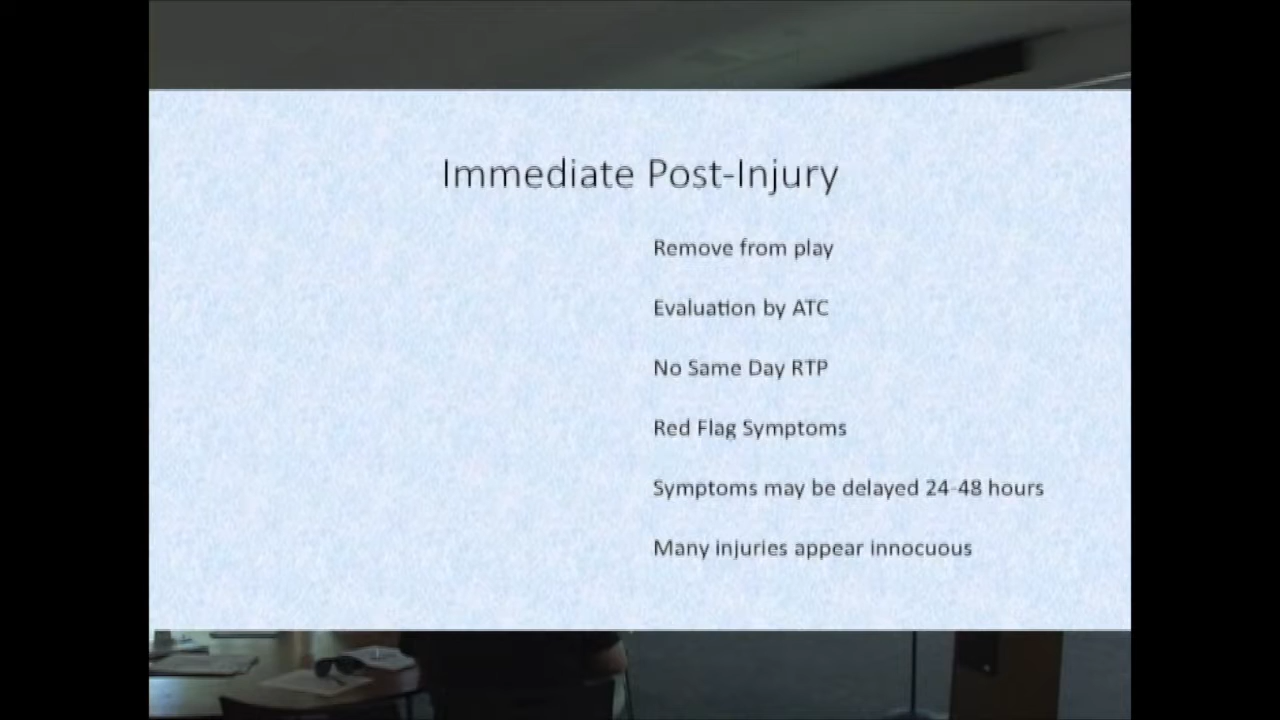 Immediate Post-Injury
Remove from play
Evaluation by ATC
No Same Day RTP
Red Flag Symptoms
Symptoms may be delayed 24-48 hours
Many injuries appear innocuous